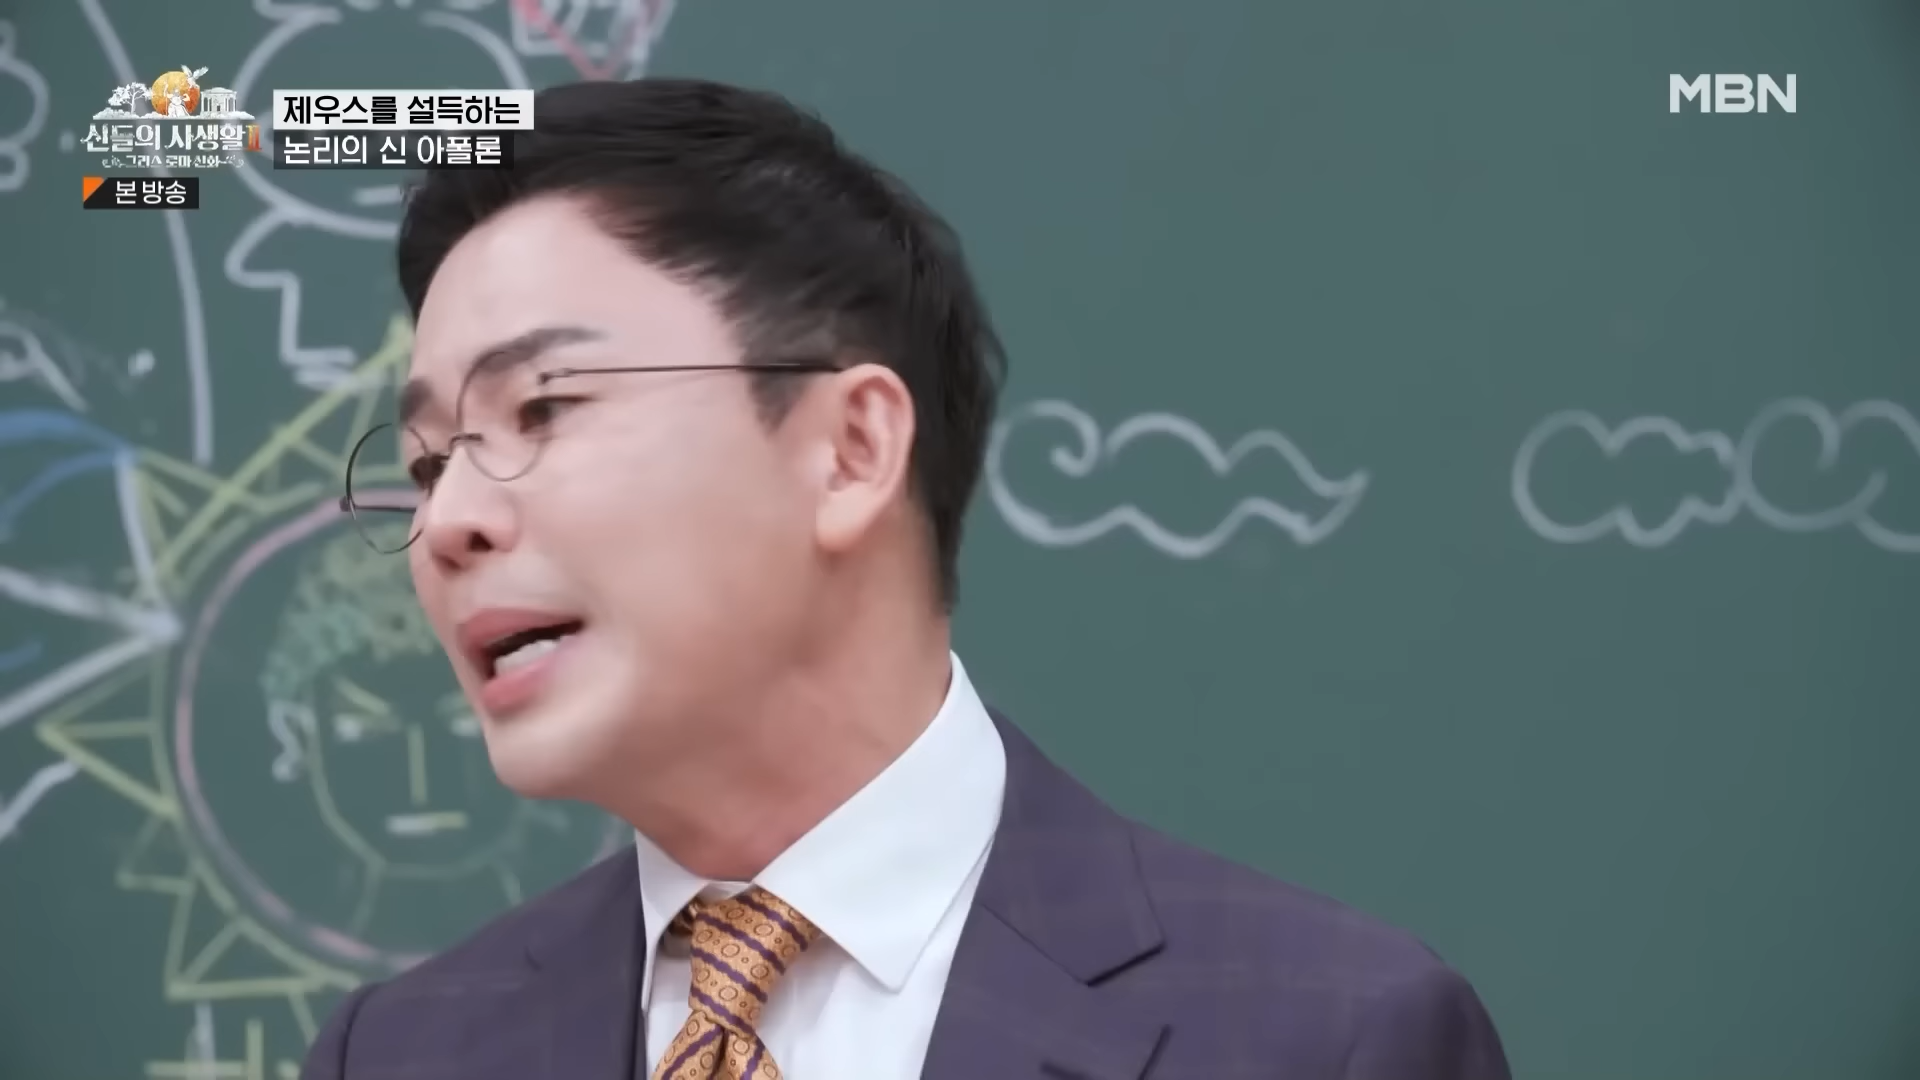 신들의 사생활 II
그리스 로마 신화
제우스를 설득하는
논리의 신 아폴론
본 방송
MBN